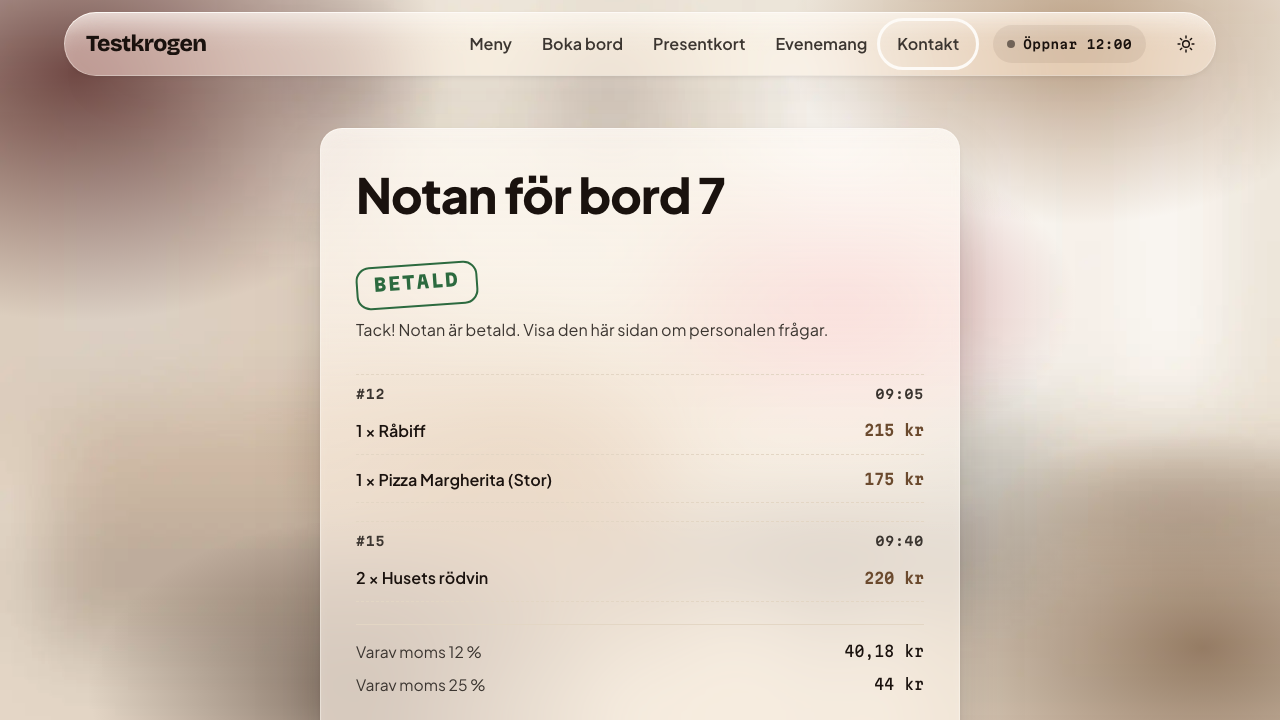 Testkrogen Meny Boka bord Presentkort Evenemang Kontakt Öppnar 12:00
Notan för bord 7
BETALD
Tack! Notan är betald. Visa den här sidan om personalen frågar.
#12 09:05
1 × Råbiff 215 kr
1 × Pizza Margherita (Stor) 175 kr
#15 09:40
2 × Husets rödvin 220 kr
Varav moms 12 % 40,18 kr
Varav moms 25 % 44 kr